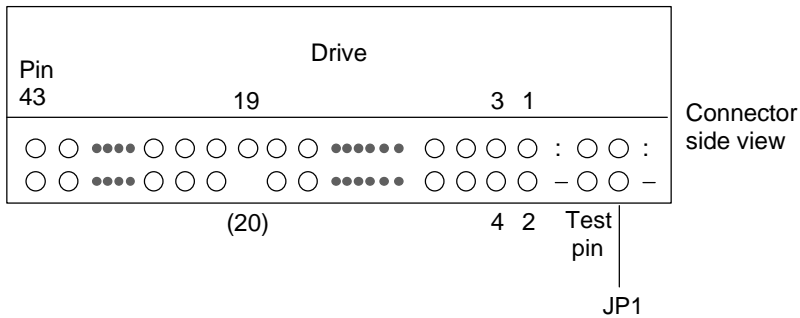 Drive
Pin
43 19 3 1
Connector
side view
: :
– –
(20) 4 2 Test
pin
JP1